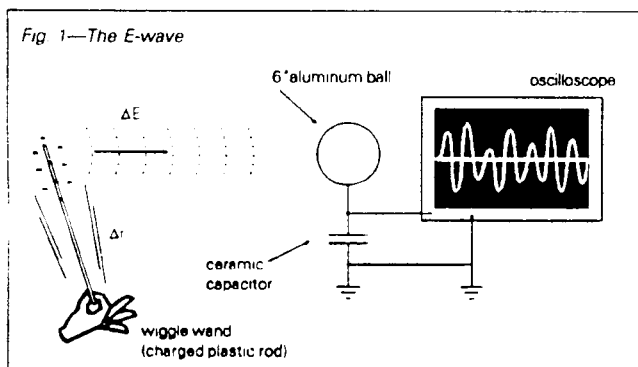 Fig. 1—The E-wave
6" aluminum ball
oscilloscope
ΔE
Δr
ceramic
capacitor
wiggle wand
(charged plastic rod)